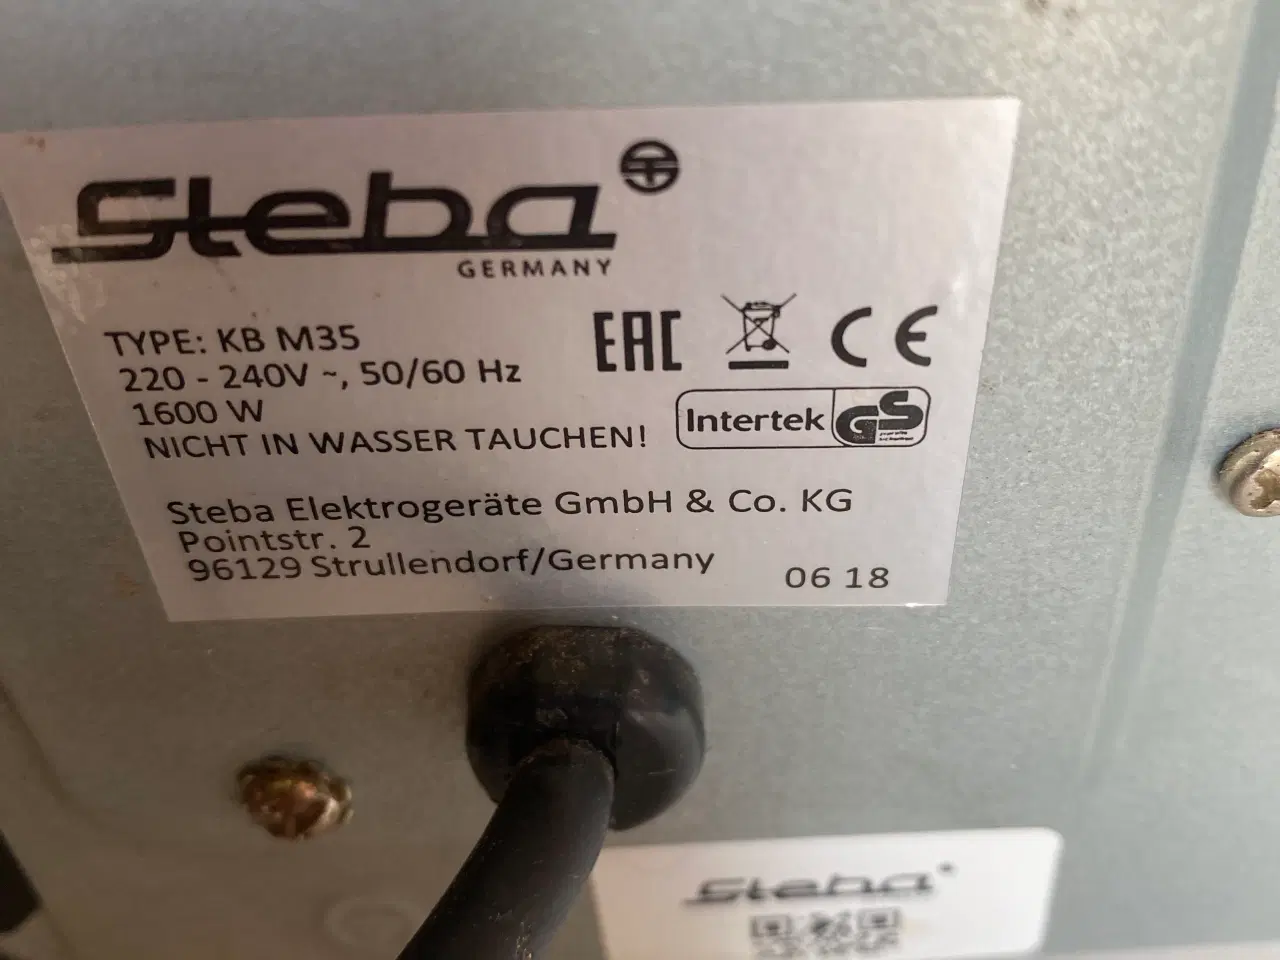 Steba
GERMANY
TYPE: KB M35
220 - 240V ~, 50/60 Hz
1600 W
NICHT IN WASSER TAUCHEN!
EAC
CE
Intertek GS
Steba Elektrogeräte GmbH & Co. KG
Pointstr. 2
96129 Strullendorf/Germany
06 18
Steba